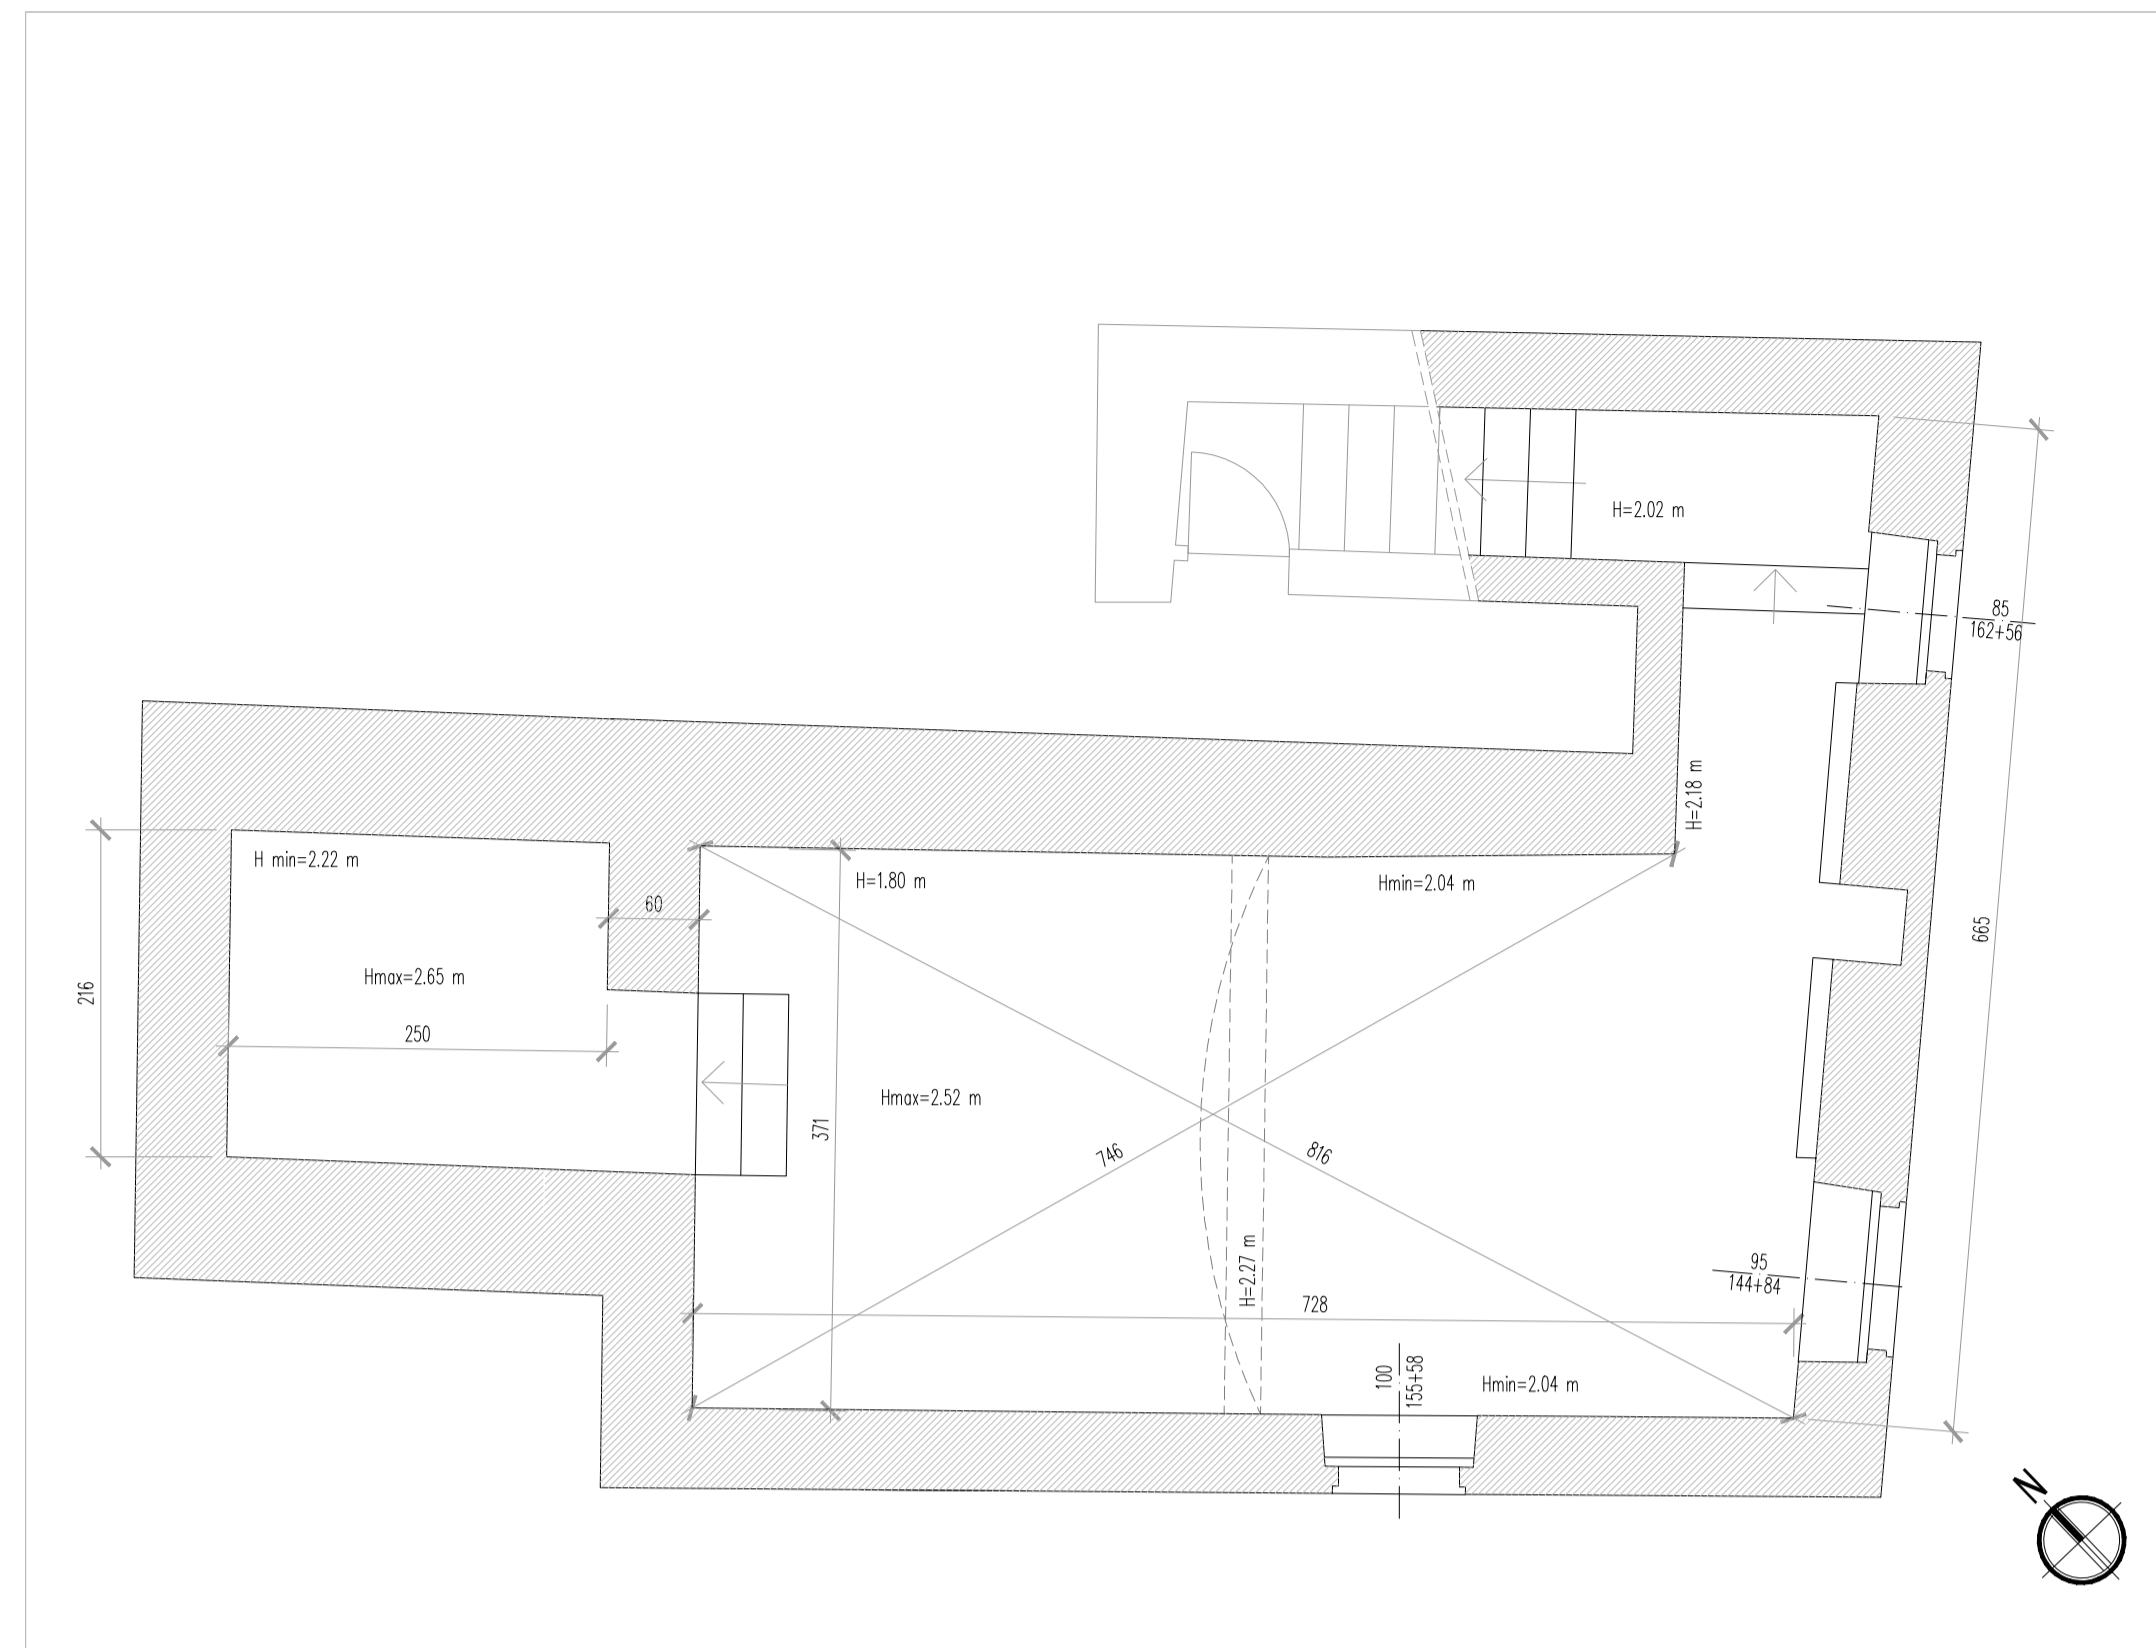 H=2.02 m
85
162+56
H=2.18 m
H min=2.22 m
H=1.80 m
Hmin=2.04 m
60
665
Hmax=2.65 m
216
250
Hmax=2.52 m
371
746
816
H=2.27 m
95
144+84
728
100
155+58
Hmin=2.04 m
N